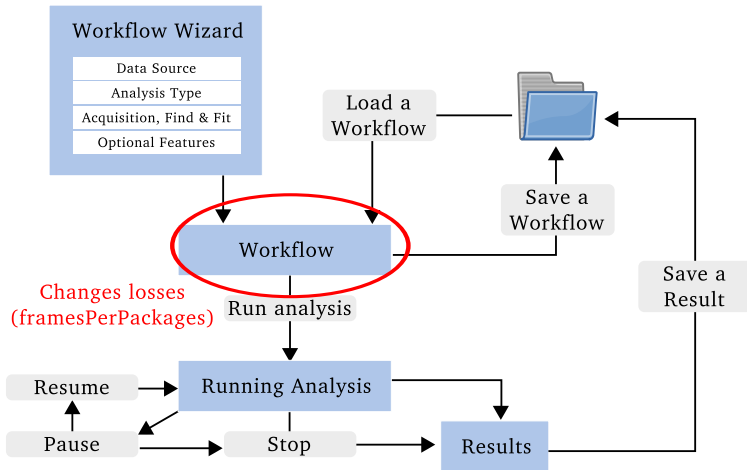 Workflow Wizard
Data Source
Analysis Type
Acquisition, Find & Fit
Optional Features
Load a
Workflow
Save a
Workflow
Workflow
Save a
Result
Changes losses
(framesPerPackages)
Run analysis
Running Analysis
Resume
Pause
Stop
Results